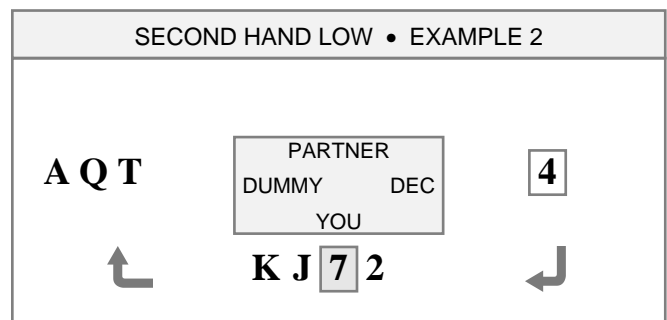 SECOND HAND LOW • EXAMPLE 2
PARTNER
A Q T DUMMY DEC 4
YOU
K J 7 2